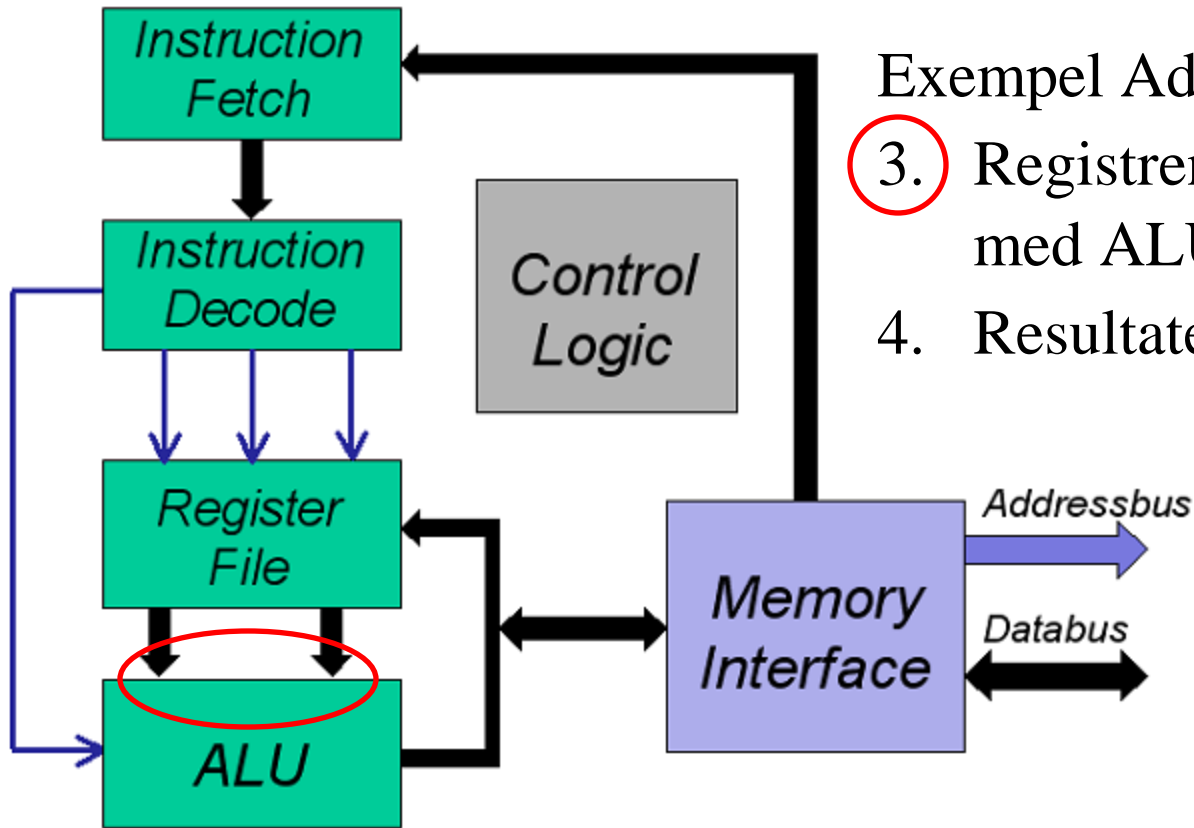 Instruction
Fetch
Instruction
Decode
Register
File
ALU
Control
Logic
Memory
Interface
Addressbus
Databus
Exempel Ad
3. Registrer
med ALU
4. Resultate